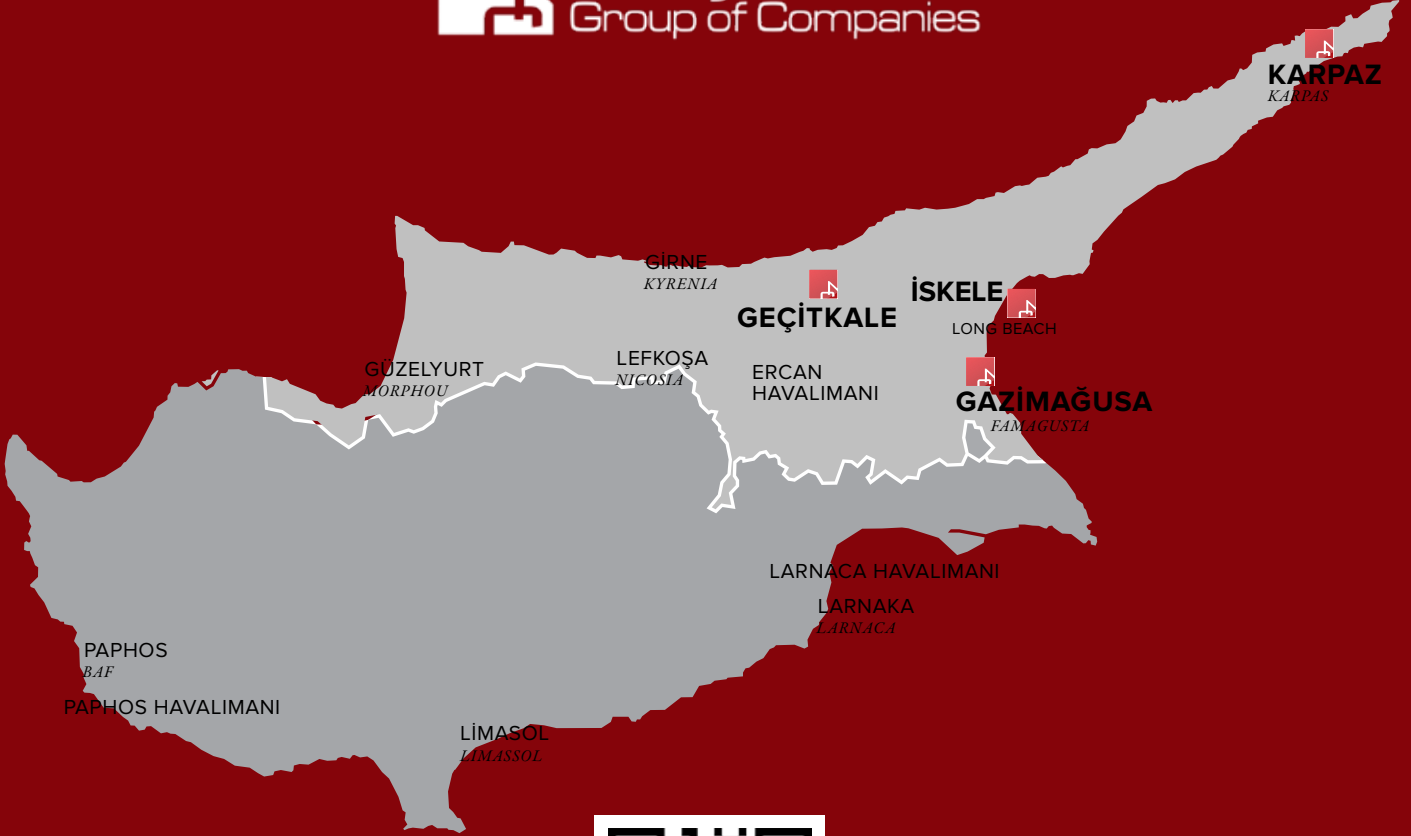 Group of Companies
KARPAZ
KARPAS
GİRNE
KYRENIA
GEÇİTKALE
İSKELE
LONG BEACH
LEFKOŞA
NICOSIA
ERCAN
HAVALIMANI
GÜZELYURT
MORPHOU
GAZİMAĞUSA
FAMAGUSTA
LARNACA HAVALIMANI
LARNAKA
LARNACA
PAPHOS
BAF
PAPHOS HAVALIMANI
LİMASOL
LIMASSOL